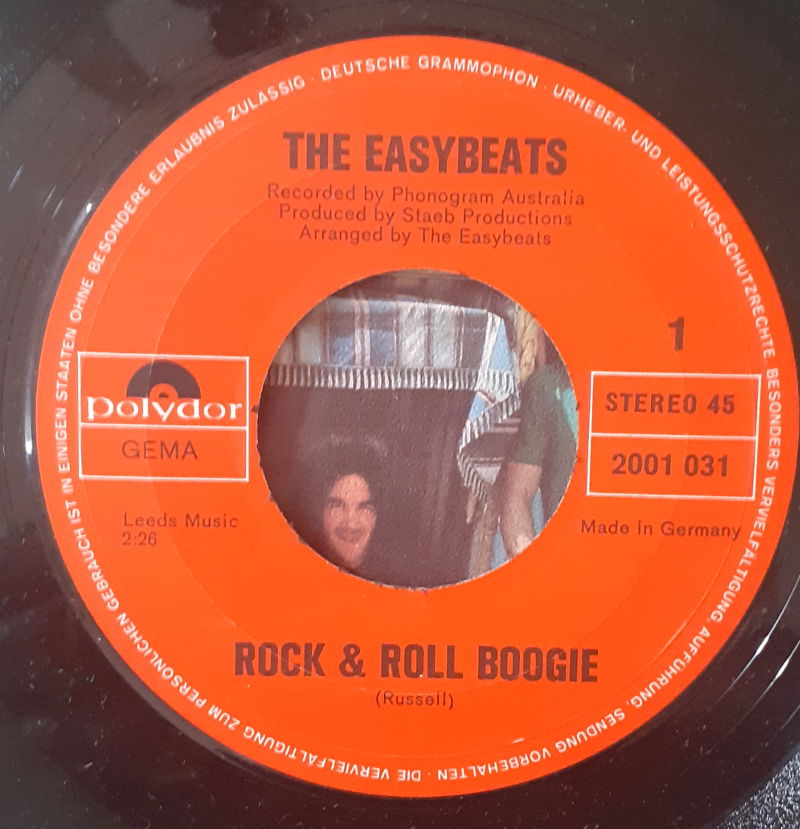 DEUTSCHE GRAMMOPHON · URHEBER- UND LEISTUNGSSCHUTZRECHTE, BESONDERS VERVIELFÄLTIGUNG, AUFFÜHRUNG, SENDUNG VORBEHALTEN · DIE VERVIELFÄLTIGUNG ZUM PERSÖNLICHEN GEBRAUCH IST IN EINIGEN STAATEN OHNE BESONDERE ERLAUBNIS ZULÄSSIG ·
THE EASYBEATS
Recorded by Phonogram Australia
Produced by Staeb Productions
Arranged by The Easybeats
1
polydor
GEMA
STEREO 45
2001 031
Leeds Music
2:26
Made in Germany
ROCK & ROLL BOOGIE
(Russell)